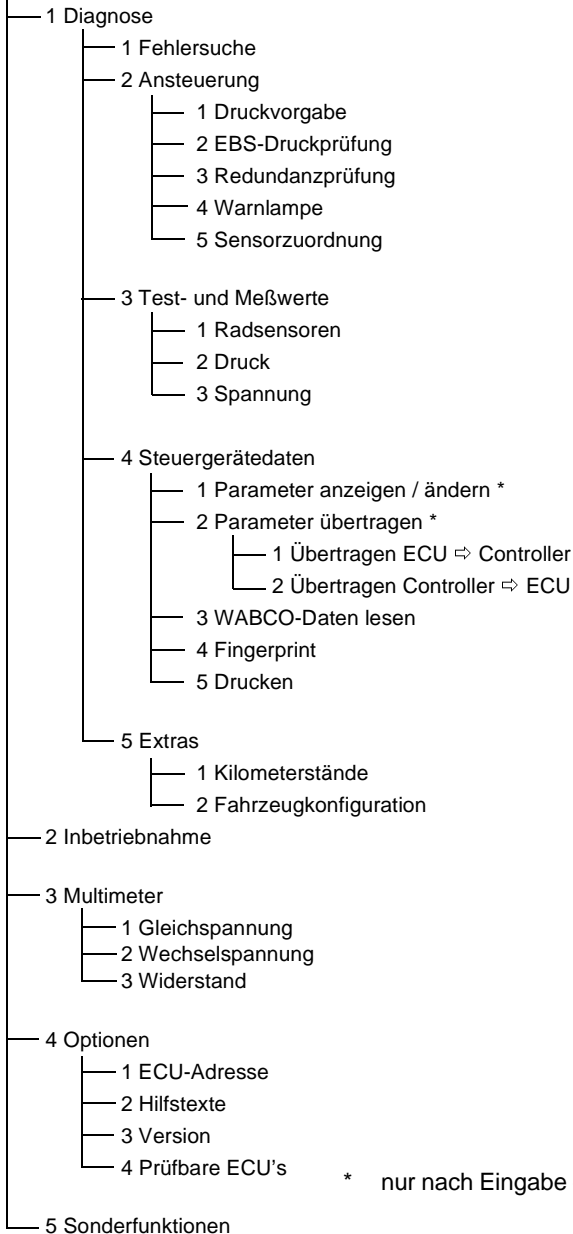 1 Diagnose
1 Fehlersuche
2 Ansteuerung
1 Druckvorgabe
2 EBS-Druckprüfung
3 Redundanzprüfung
4 Warnlampe
5 Sensorzuordnung
3 Test- und Meßwerte
1 Radsensoren
2 Druck
3 Spannung
4 Steuergerätedaten
1 Parameter anzeigen / ändern *
2 Parameter übertragen *
1 Übertragen ECU ⇨ Controller
2 Übertragen Controller ⇨ ECU
3 WABCO-Daten lesen
4 Fingerprint
5 Drucken
5 Extras
1 Kilometerstände
2 Fahrzeugkonfiguration
2 Inbetriebnahme
3 Multimeter
1 Gleichspannung
2 Wechselspannung
3 Widerstand
4 Optionen
1 ECU-Adresse
2 Hilfstexte
3 Version
4 Prüfbare ECU's
* nur nach Eingabe
5 Sonderfunktionen